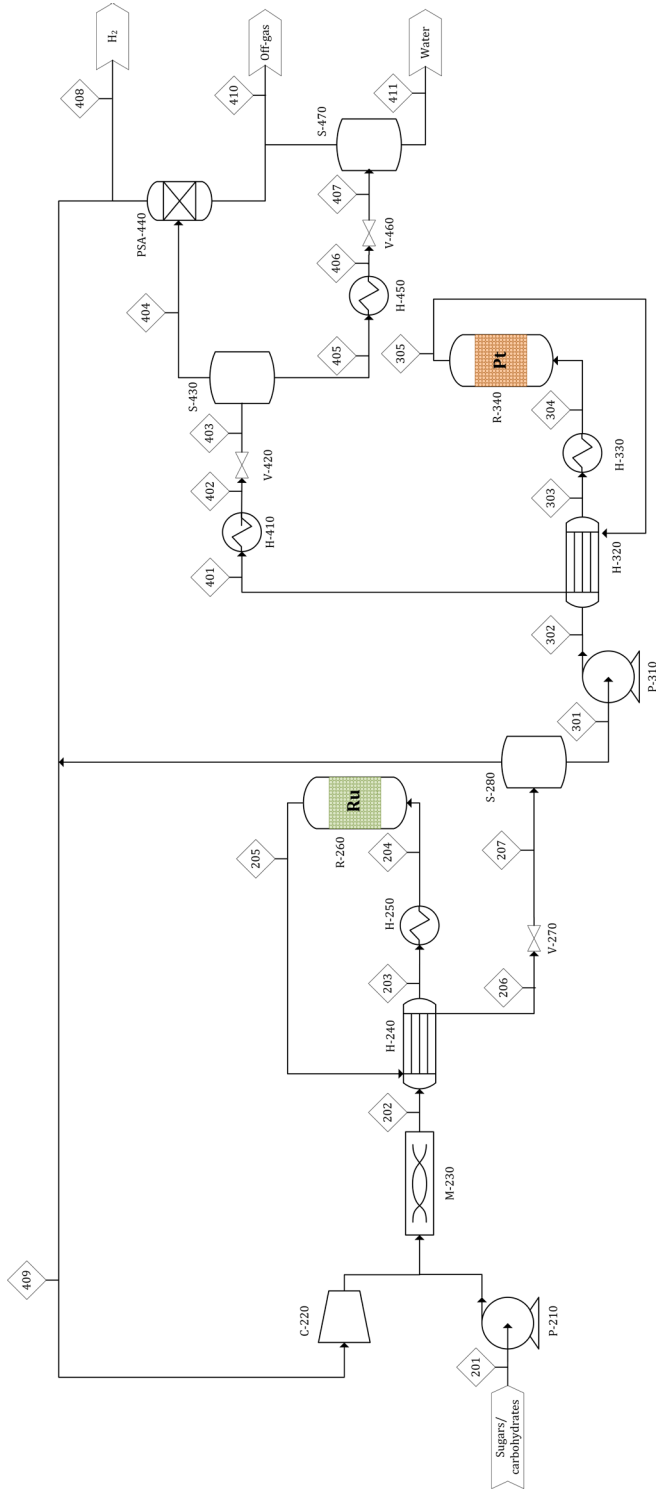 Sugars/
carbohydrates
201
P-210
C-220
409
M-230
202
H-240
203
H-250
204
205
R-260
Ru
206
V-270
207
S-280
301
P-310
302
H-320
303
H-330
304
R-340
Pt
305
401
H-410
402
V-420
403
S-430
404
405
H-450
406
V-460
407
S-470
PSA-440
408
H₂
410
Off-gas
411
Water